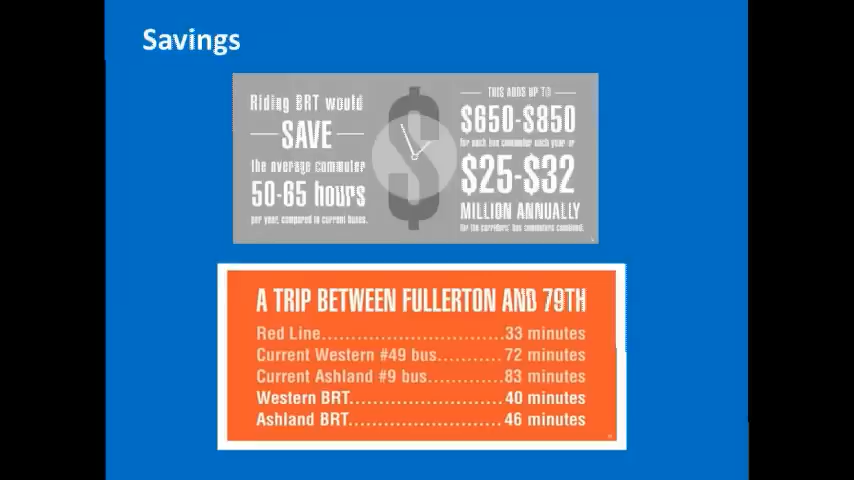 Savings
Riding BRT would
SAVE
the average commuter
50-65 hours
per year, compared to current buses.
THIS ADDS UP TO
$650-$850
for each bus commuter each year or
$25-$32
MILLION ANNUALLY
for the corridors' bus commuters combined.
A TRIP BETWEEN FULLERTON AND 79TH
Red Line..............................33 minutes
Current Western #49 bus.......... 72 minutes
Current Ashland #9 bus............ 83 minutes
Western BRT.........................40 minutes
Ashland BRT.........................46 minutes